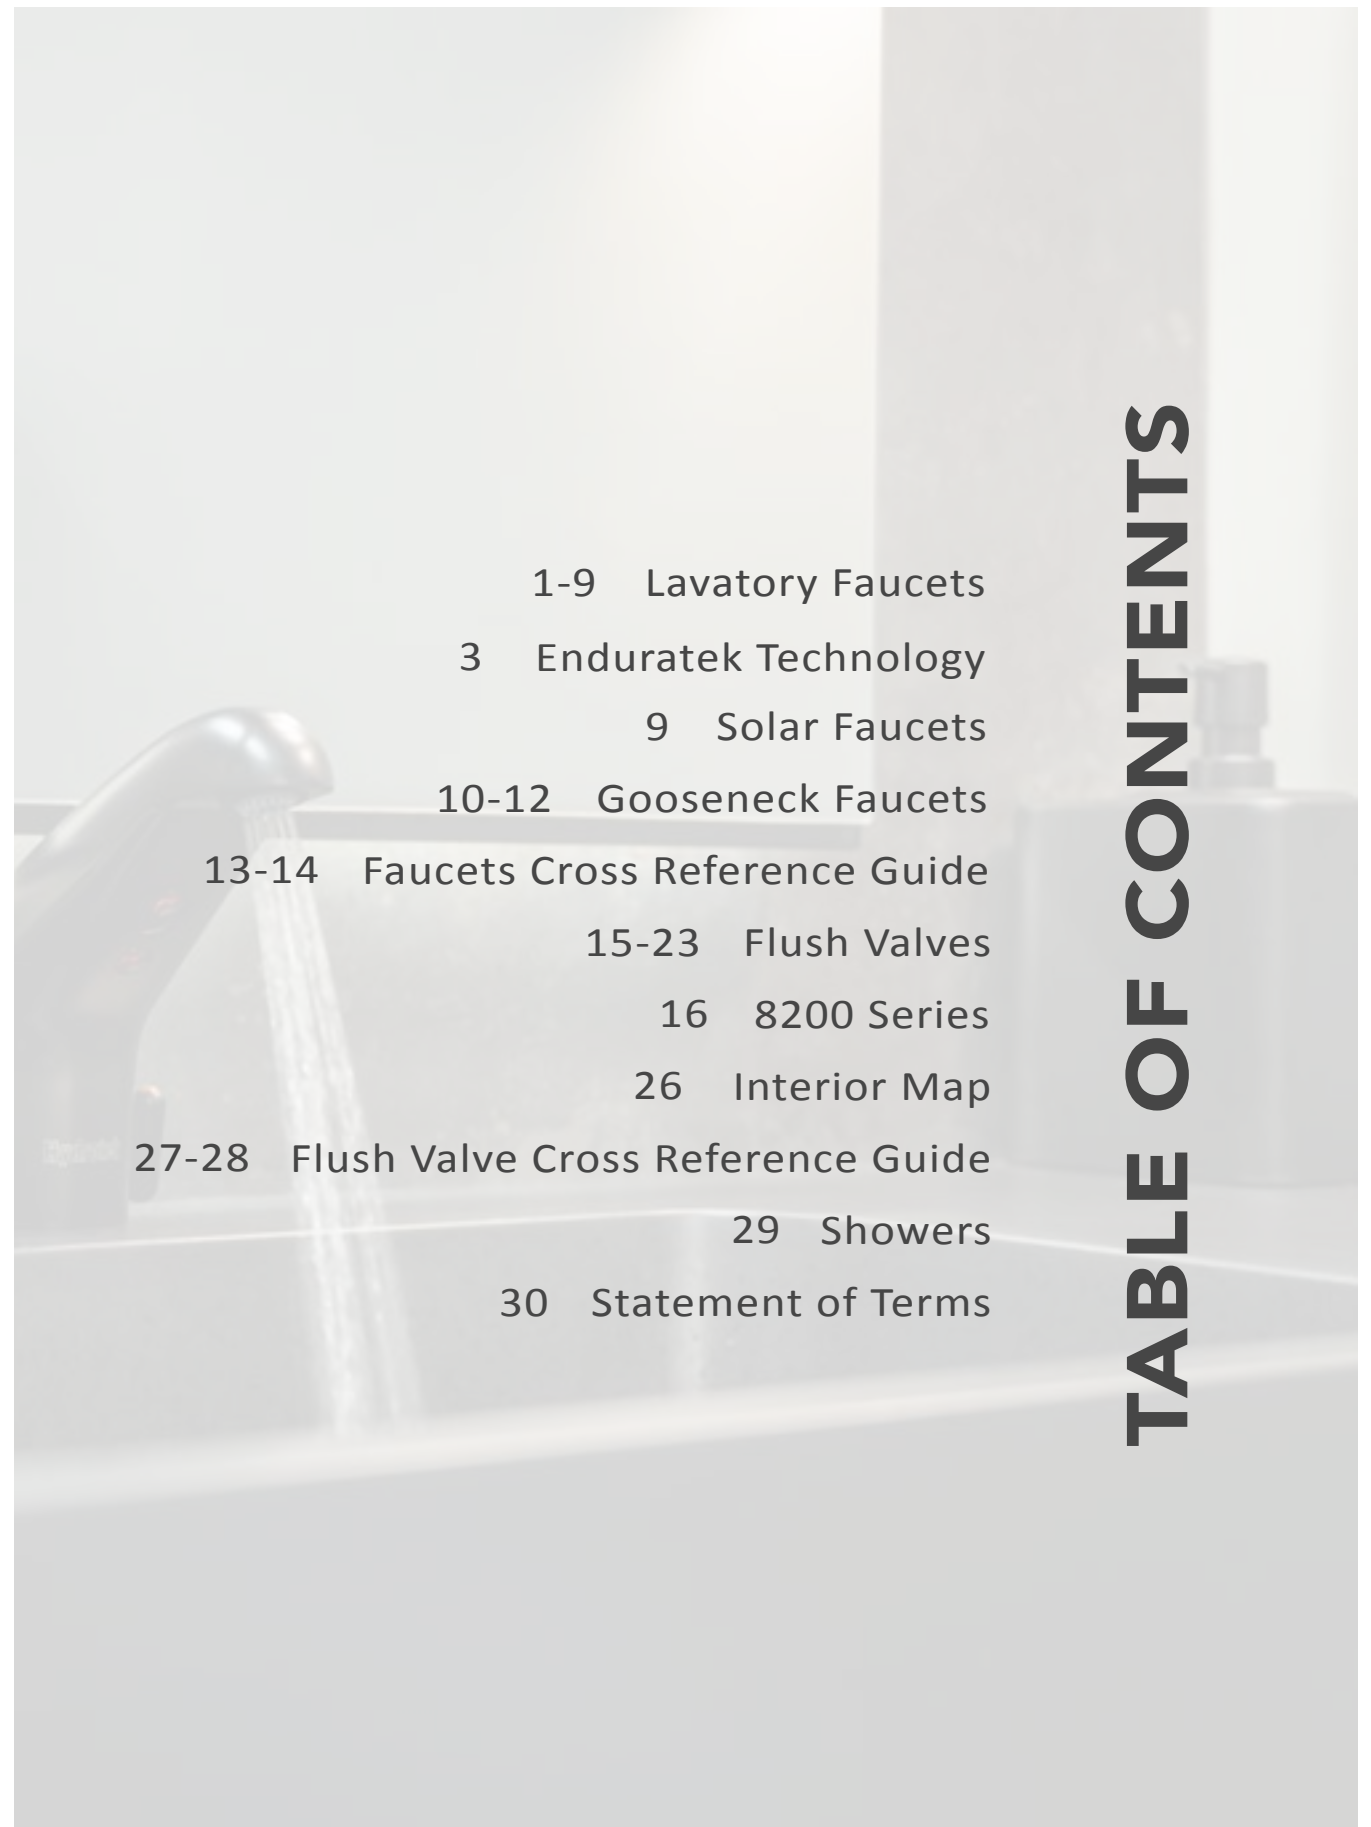 TABLE OF CONTENTS
1-9 Lavatory Faucets
3 Enduratek Technology
9 Solar Faucets
10-12 Gooseneck Faucets
13-14 Faucets Cross Reference Guide
15-23 Flush Valves
16 8200 Series
26 Interior Map
27-28 Flush Valve Cross Reference Guide
29 Showers
30 Statement of Terms